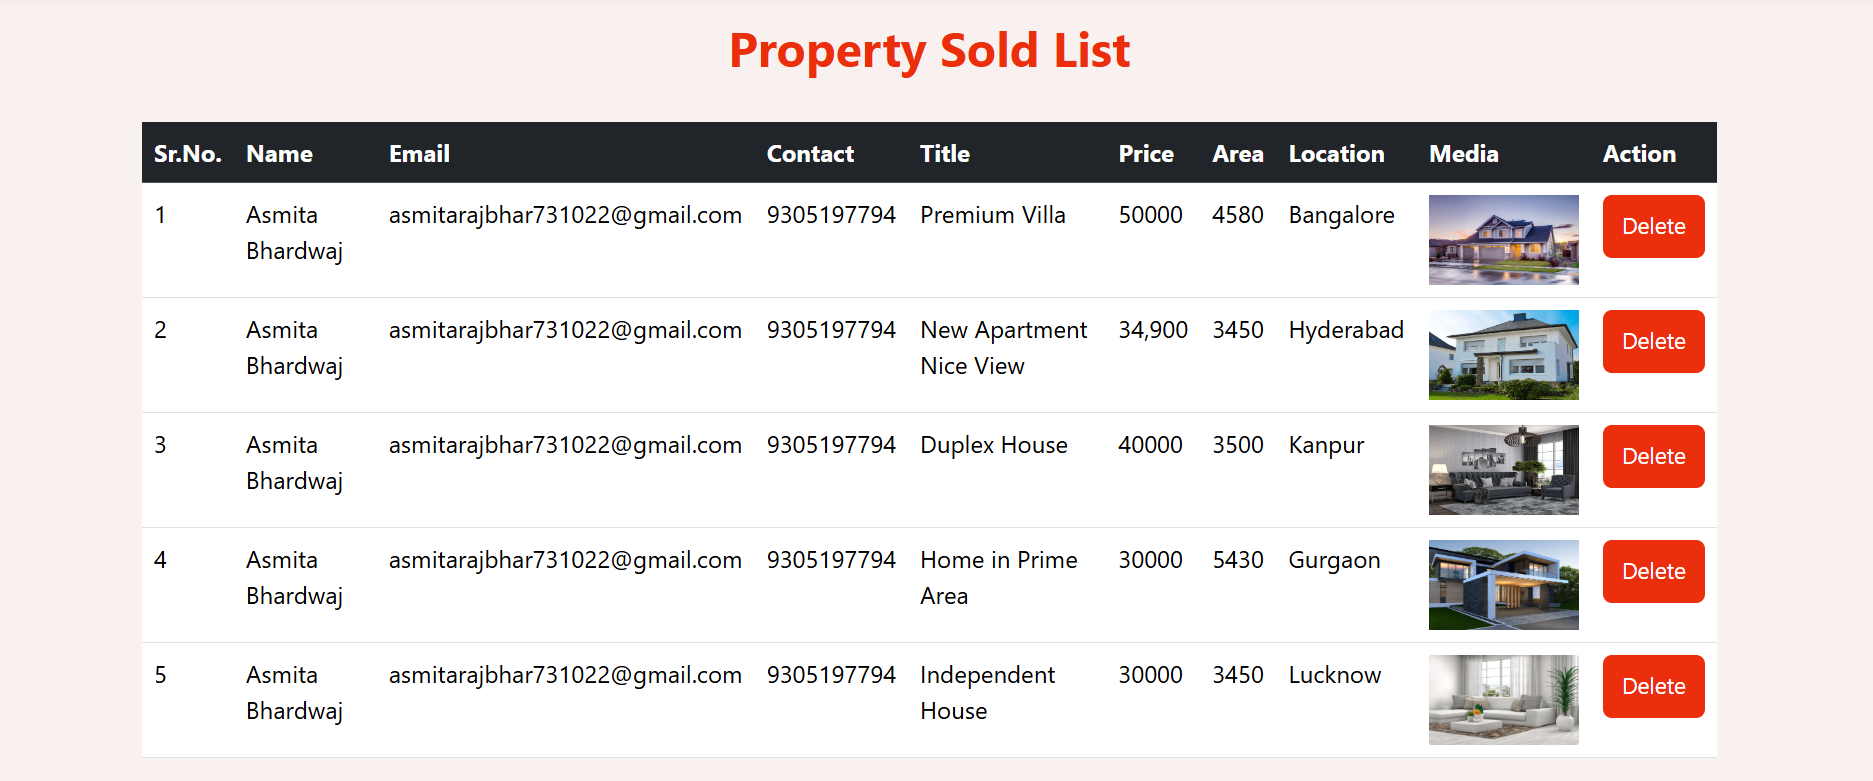 Property Sold List
Sr.No. Name Email Contact Title Price Area Location Media Action
1 Asmita asmitarajbhar731022@gmail.com 9305197794 Premium Villa 50000 4580 Bangalore Delete
Bhardwaj
2 Asmita asmitarajbhar731022@gmail.com 9305197794 New Apartment 34,900 3450 Hyderabad Delete
Bhardwaj Nice View
3 Asmita asmitarajbhar731022@gmail.com 9305197794 Duplex House 40000 3500 Kanpur Delete
Bhardwaj
4 Asmita asmitarajbhar731022@gmail.com 9305197794 Home in Prime 30000 5430 Gurgaon Delete
Bhardwaj Area
5 Asmita asmitarajbhar731022@gmail.com 9305197794 Independent 30000 3450 Lucknow Delete
Bhardwaj House